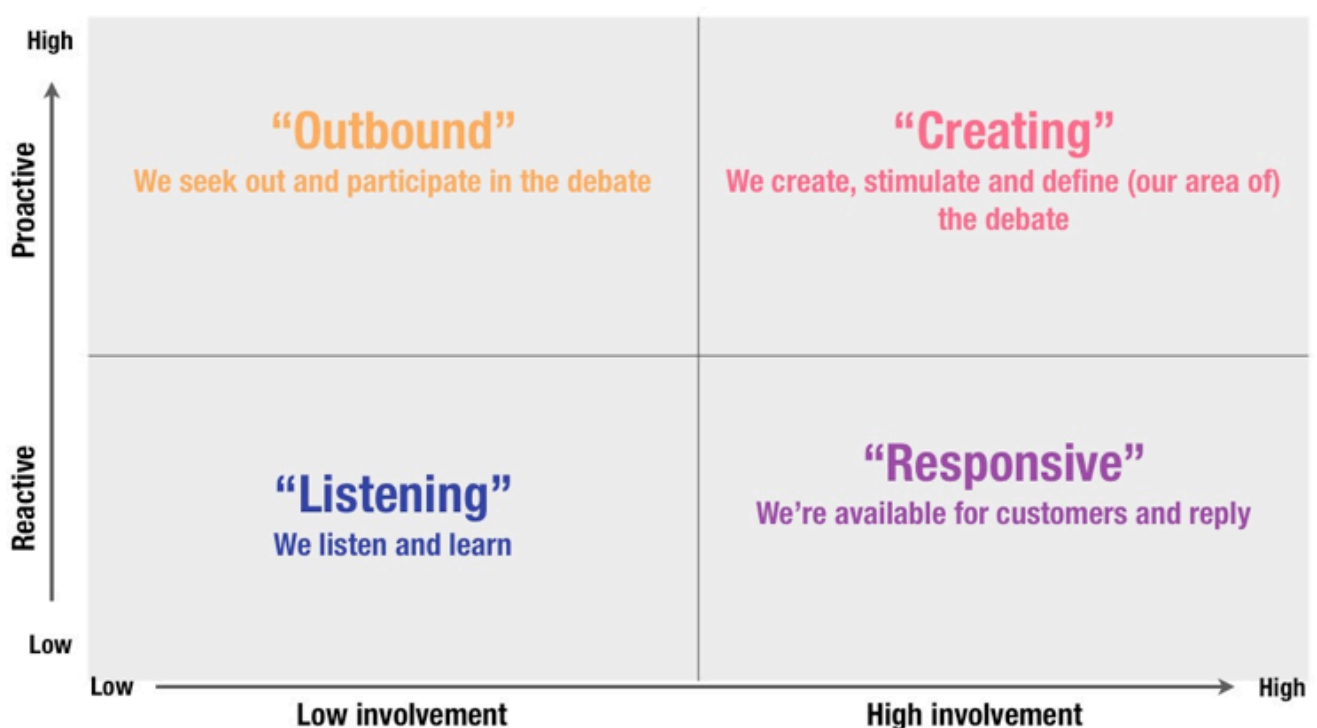 High
Proactive
“Outbound”
We seek out and participate in the debate
“Creating”
We create, stimulate and define (our area of)
the debate
Reactive
“Listening”
We listen and learn
“Responsive”
We’re available for customers and reply
Low
Low
High
Low involvement
High involvement